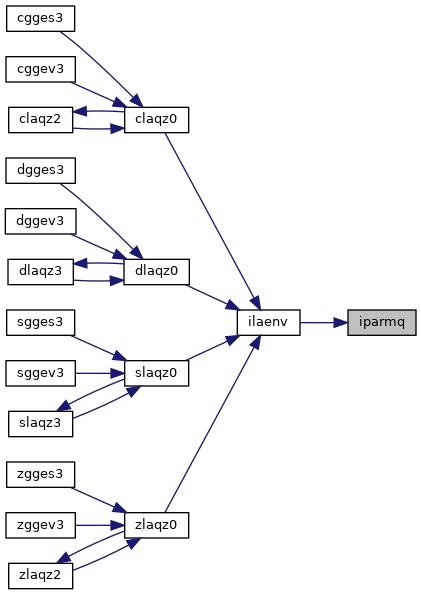 cgges3
cggev3
claqz2
claqz0
dgges3
dggev3
dlaqz3
dlaqz0
ilaenv
iparmq
sgges3
sggev3
slaqz3
slaqz0
zgges3
zggev3
zlaqz2
zlaqz0